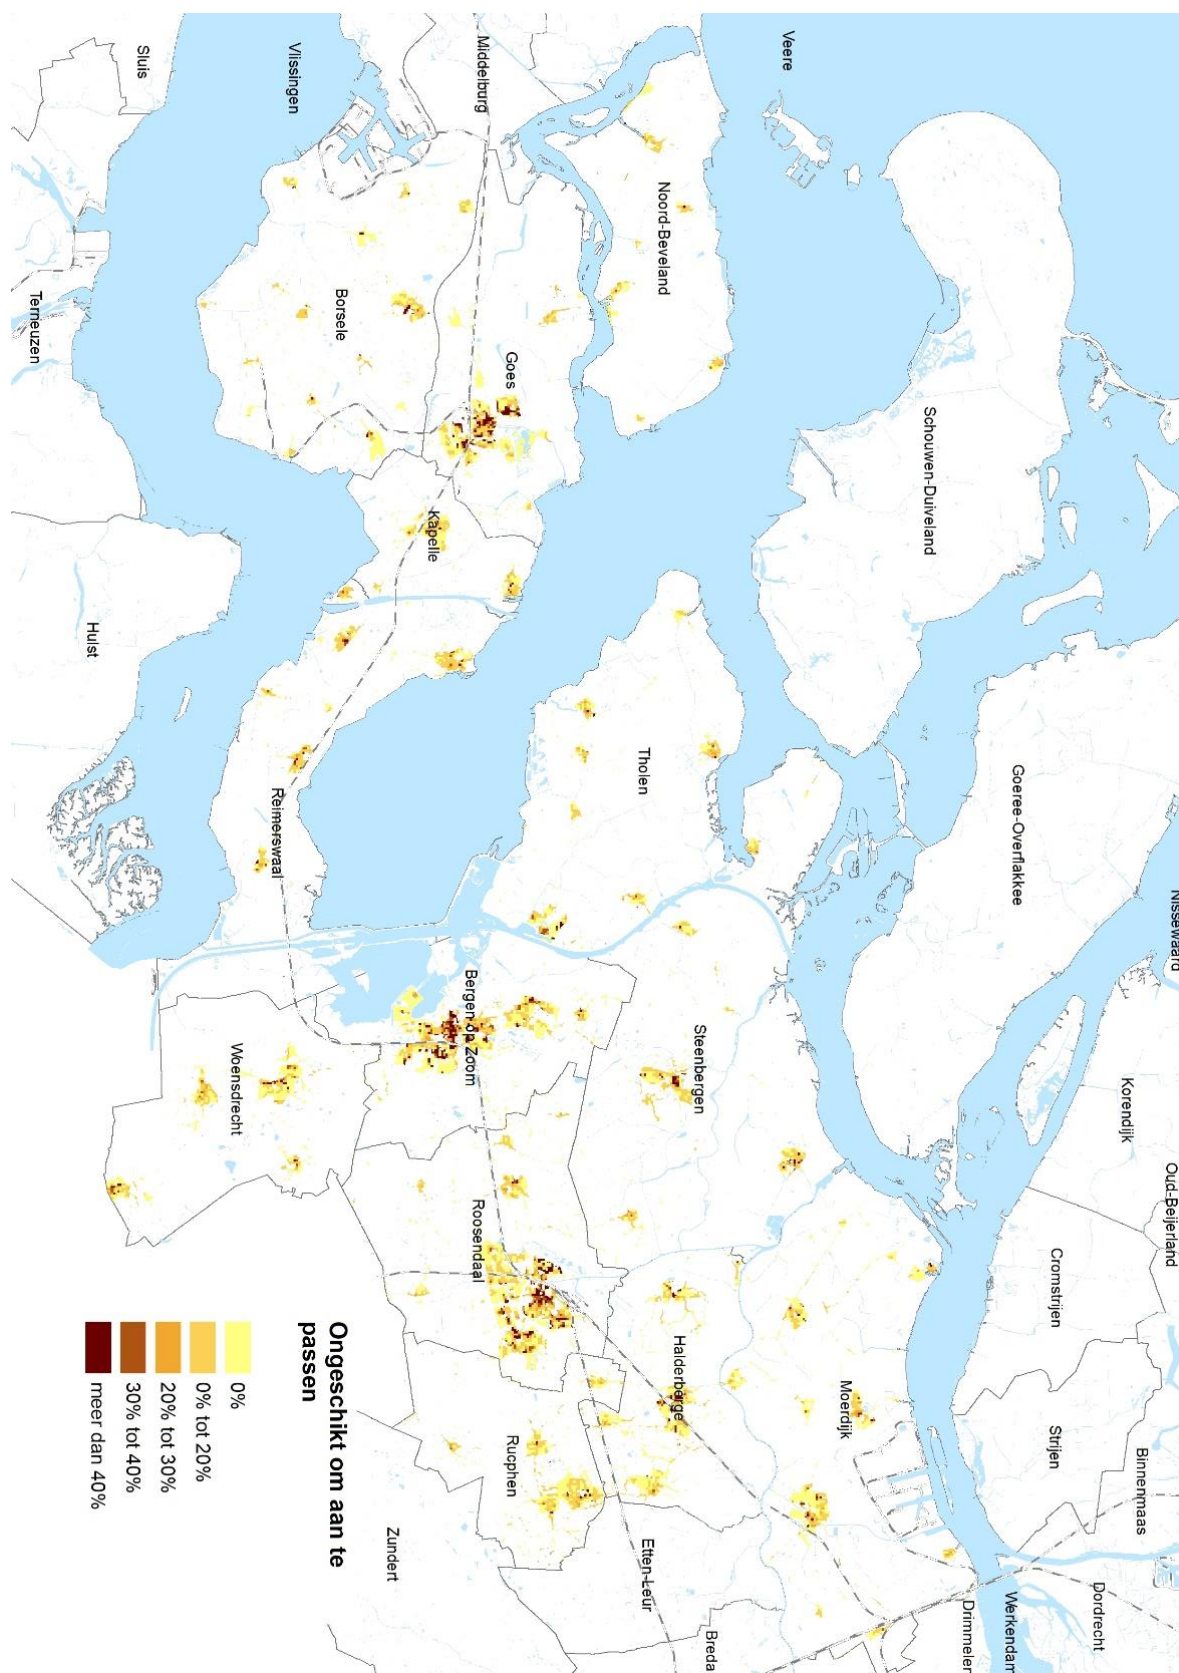 Sluis
Vlissingen
Middelburg
Veere
Noord-Beveland
Borsele
Terneuzen
Goes
Schouwen-Duiveland
Kapelle
Hulst
Tholen
Goeree-Overflakkee
Reimerswaal
Nissewaard
Bergen op Zoom
Steenbergen
Woensdrecht
Korendijk
Oud-Beijerland
Roosendaal
Cromstrijen
Halderberge
Moerdijk
Strijen
Binnenmaas
Rucphen
Zundert
Etten-Leur
Breda
Drimmelen
Werkendam
Dordrecht
Ongeschikt om aan te
passen
0%
0% tot 20%
20% tot 30%
30% tot 40%
meer dan 40%